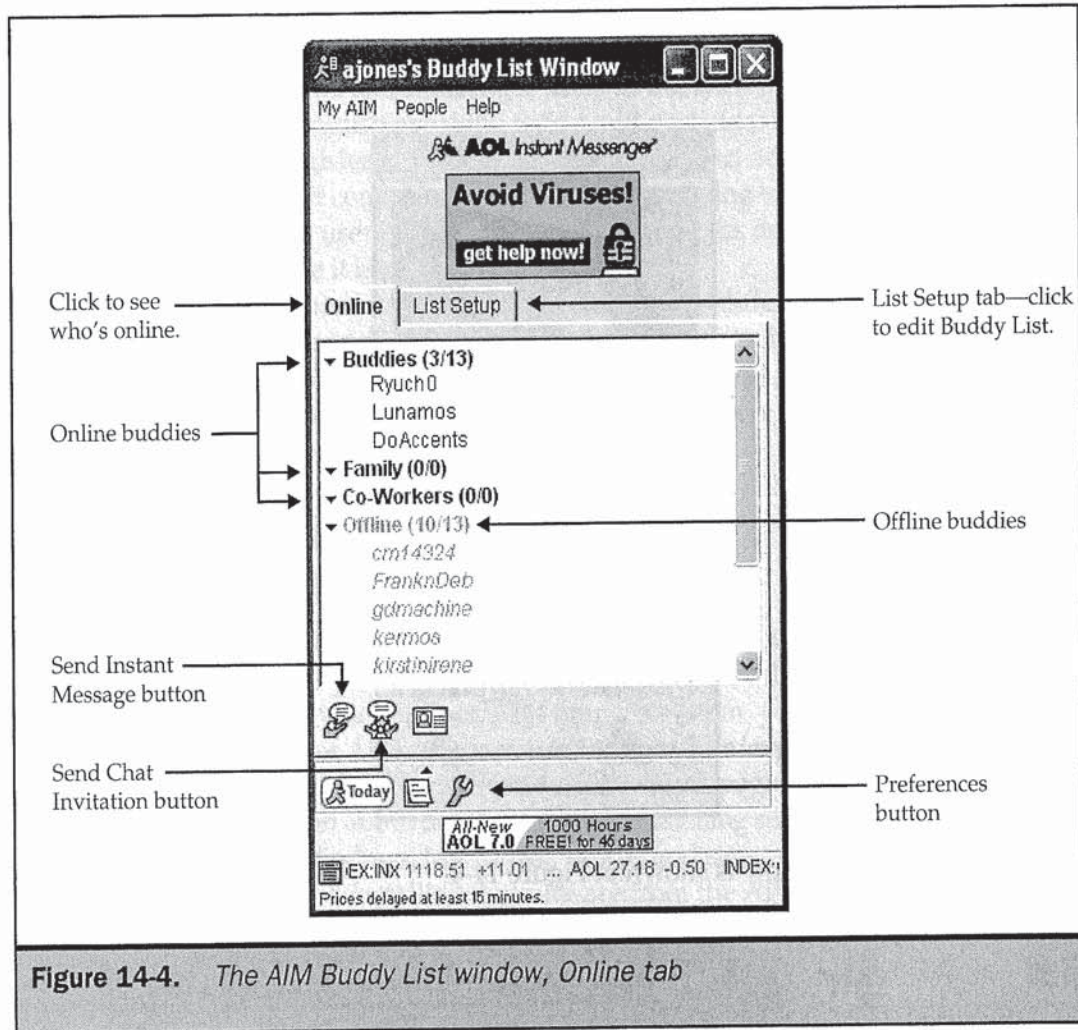 ajones's Buddy List Window
My AIM People Help
AOL Instant Messenger
Avoid Viruses!
get help now!
Click to see
who's online.
Online List Setup
List Setup tab—click
to edit Buddy List.
Online buddies
Buddies (3/13)
Ryuch0
Lunamos
DoAccents
Family (0/0)
Co-Workers (0/0)
Offline (10/13)
Offline buddies
cm14324
FranknDeb
gdmachine
kermos
kirstinirene
Send Instant
Message button
Send Chat
Invitation button
Today
Preferences
button
All-New
AOL 7.0
1000 Hours
FREE! for 45 days
EX:INX 1118.51 +11.01 ... AOL 27.18 -0.50 INDEX:
Prices delayed at least 15 minutes.
Figure 14-4. The AIM Buddy List window, Online tab